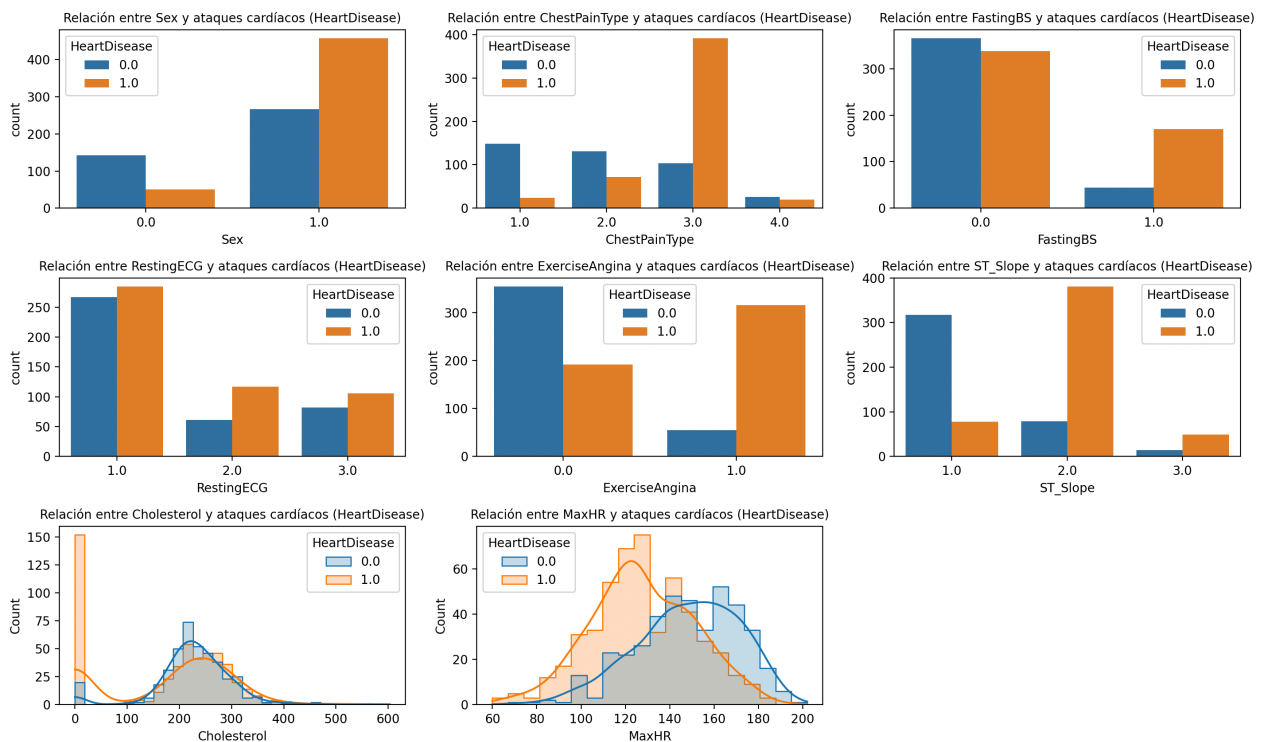 Relación entre Sex y ataques cardíacos (HeartDisease)
HeartDisease
0.0
1.0
count
400
300
200
100
0
0.0 1.0
Sex
Relación entre ChestPainType y ataques cardíacos (HeartDisease)
HeartDisease
0.0
1.0
count
400
300
200
100
0
1.0 2.0 3.0 4.0
ChestPainType
Relación entre FastingBS y ataques cardíacos (HeartDisease)
HeartDisease
0.0
1.0
count
300
200
100
0
0.0 1.0
FastingBS
Relación entre RestingECG y ataques cardíacos (HeartDisease)
HeartDisease
0.0
1.0
count
250
200
150
100
50
0
1.0 2.0 3.0
RestingECG
Relación entre ExerciseAngina y ataques cardíacos (HeartDisease)
HeartDisease
0.0
1.0
count
300
200
100
0
0.0 1.0
ExerciseAngina
Relación entre ST_Slope y ataques cardíacos (HeartDisease)
HeartDisease
0.0
1.0
count
400
300
200
100
0
1.0 2.0 3.0
ST_Slope
Relación entre Cholesterol y ataques cardíacos (HeartDisease)
HeartDisease
0.0
1.0
Count
150
125
100
75
50
25
0
0 100 200 300 400 500 600
Cholesterol
Relación entre MaxHR y ataques cardíacos (HeartDisease)
HeartDisease
0.0
1.0
Count
60
40
20
0
60 80 100 120 140 160 180 200
MaxHR